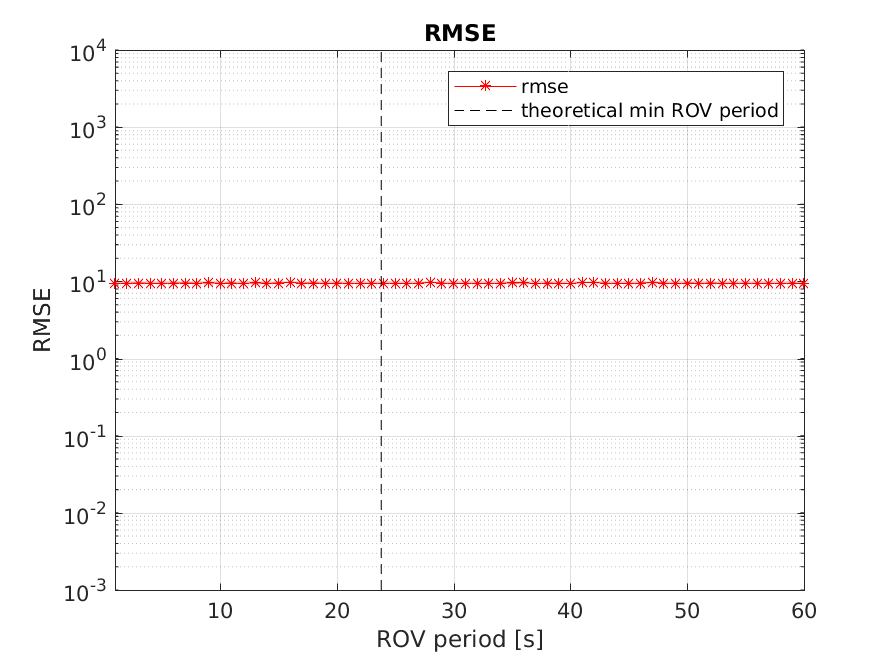 RMSE
rmse
theoretical min ROV period
10^4
10^3
10^2
10^1
10^0
10^-1
10^-2
10^-3
RMSE
10 20 30 40 50 60
ROV period [s]